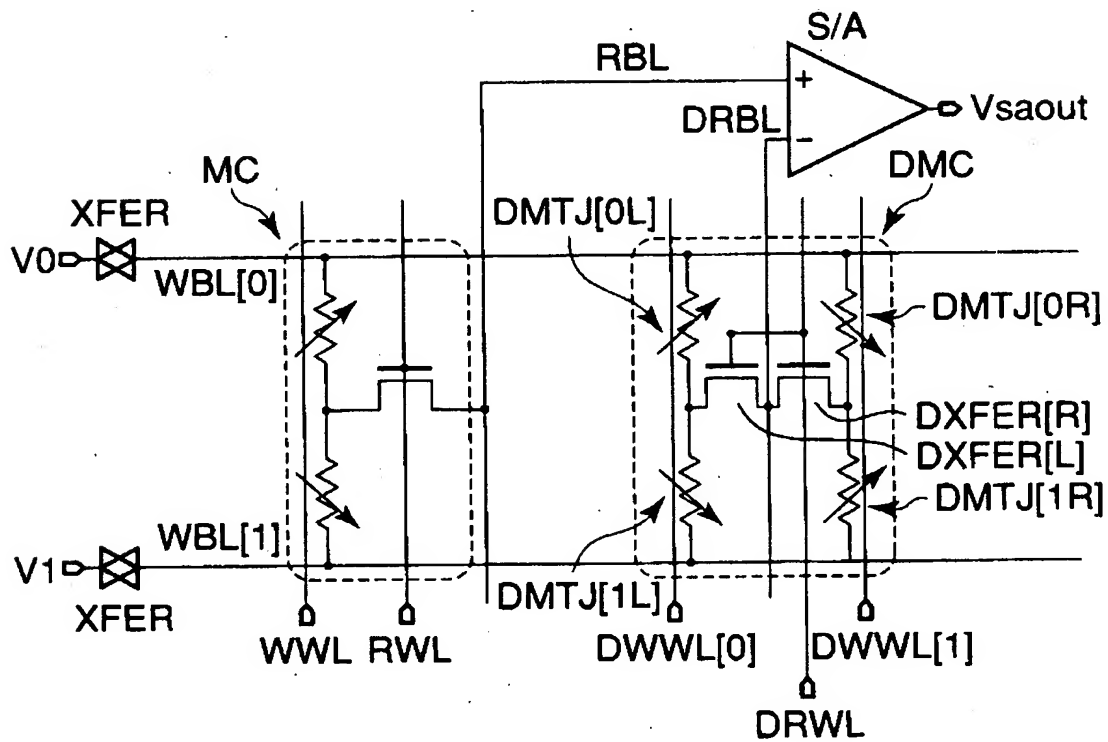 S/A
RBL
+
DRBL
−
Vsaout
MC
DMC
XFER
DMTJ[0L]
V0
WBL[0]
DMTJ[0R]
DXFER[R]
DXFER[L]
DMTJ[1R]
WBL[1]
V1
DMTJ[1L]
XFER
WWL RWL DWWL[0] DWWL[1]
DRWL